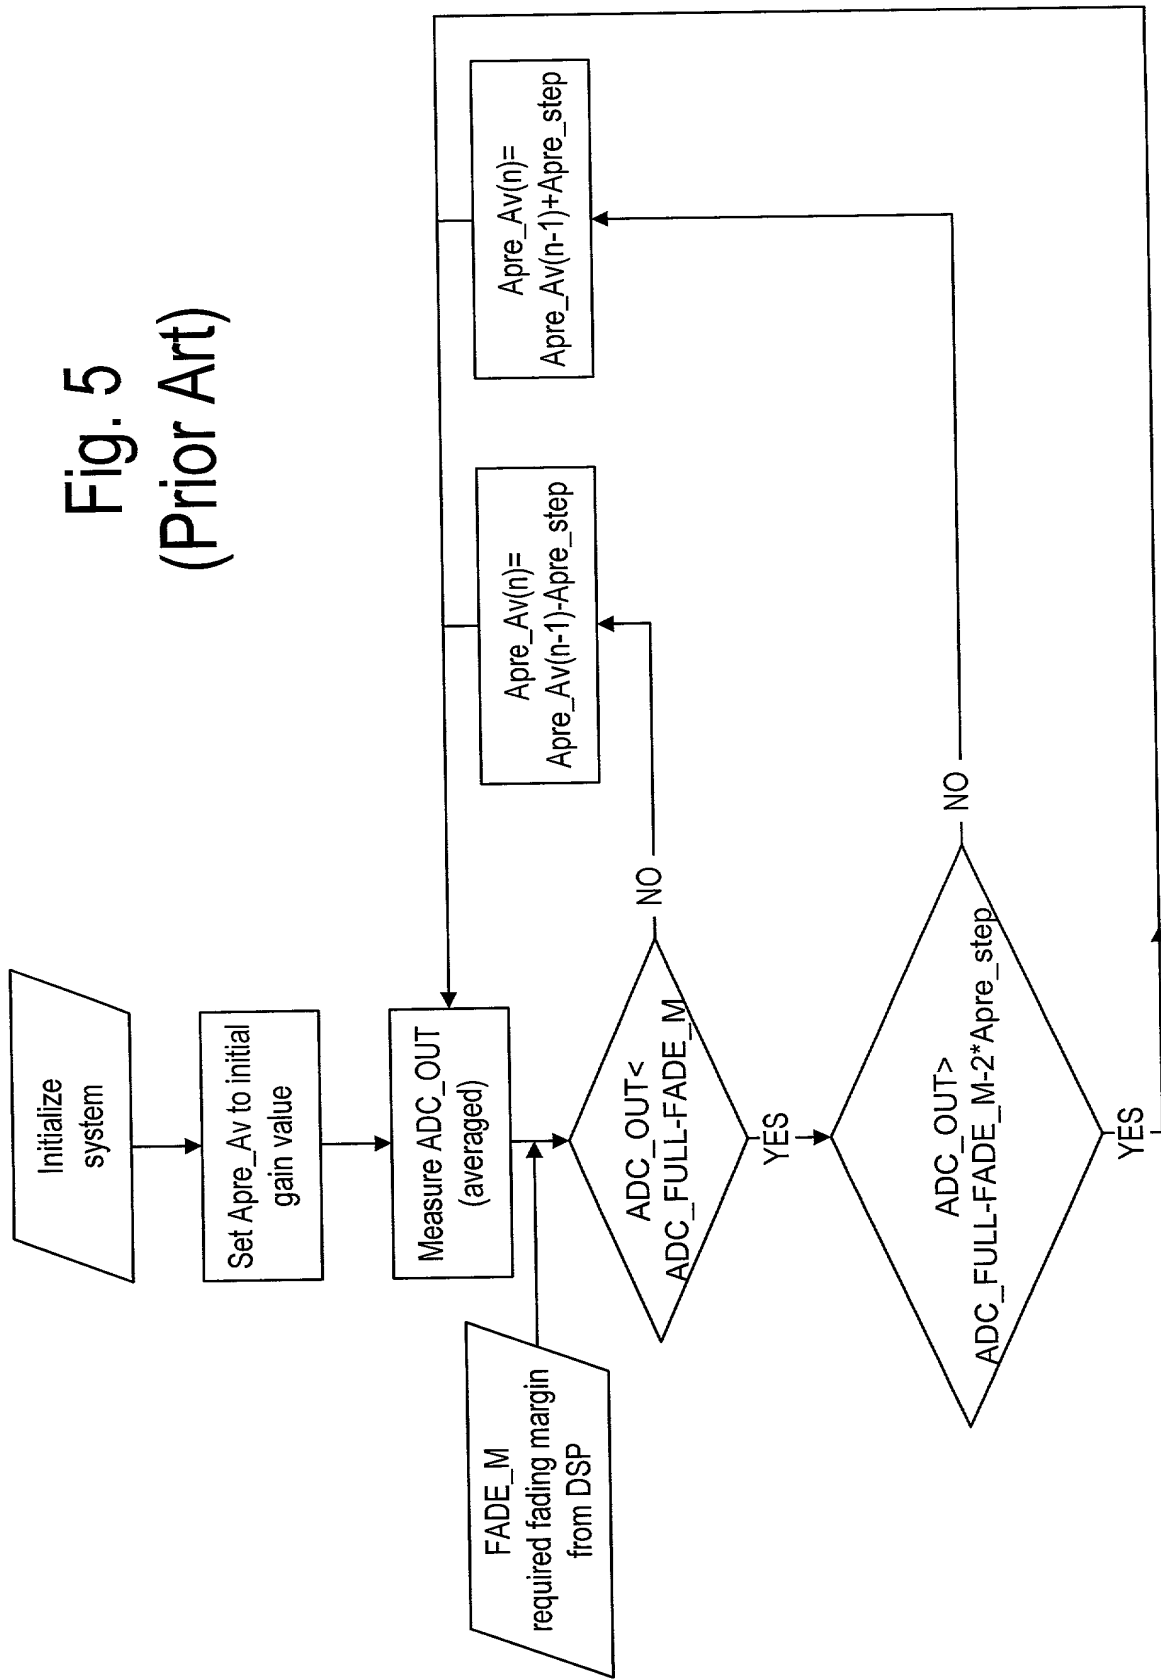 Fig. 5
(Prior Art)
Initialize
system
Set Apre_Av to initial
gain value
Measure ADC_OUT
(averaged)
FADE_M
required fading margin
from DSP
ADC_OUT<
ADC_FULL-FADE_M
NO
Apre_Av(n)=
Apre_Av(n-1)-Apre_step
YES
ADC_OUT>
ADC_FULL-FADE_M-2*Apre_step
NO
Apre_Av(n)=
Apre_Av(n-1)+Apre_step
YES